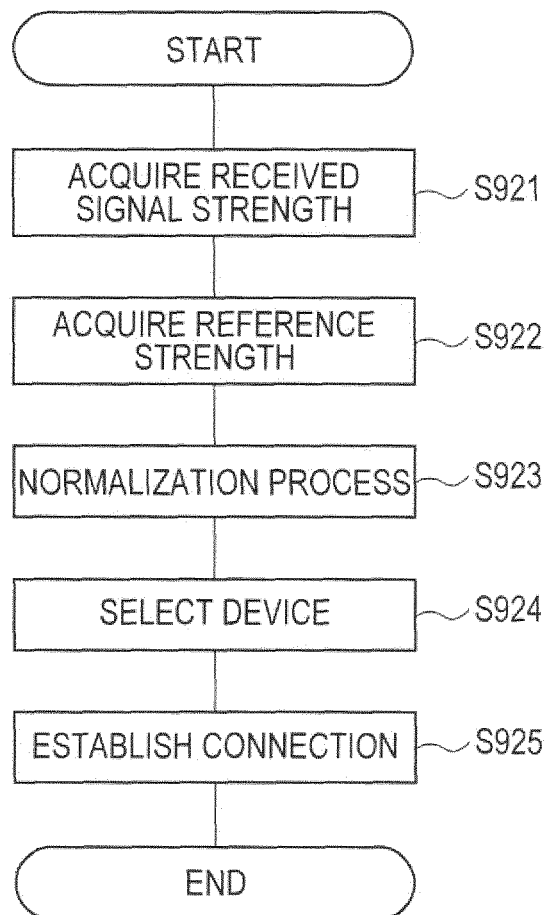 START
ACQUIRE RECEIVED
SIGNAL STRENGTH
S921
ACQUIRE REFERENCE
STRENGTH
S922
NORMALIZATION PROCESS
S923
SELECT DEVICE
S924
ESTABLISH CONNECTION
S925
END